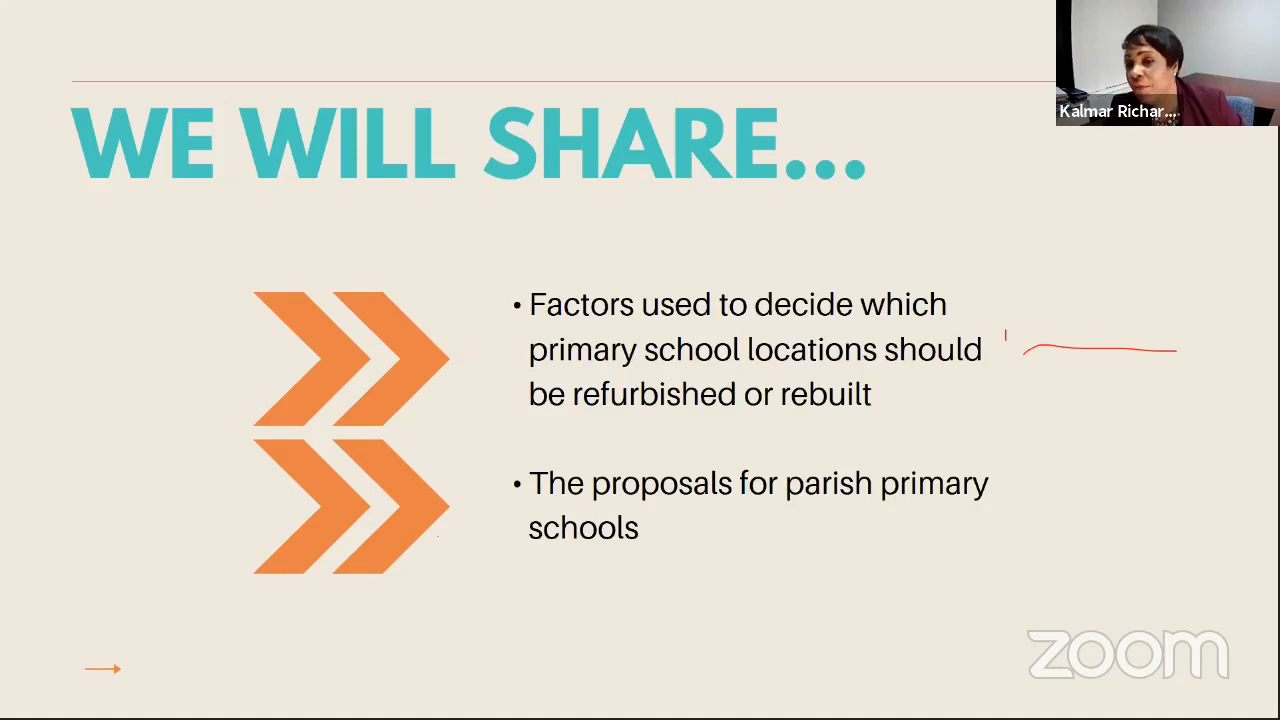 WE WILL SHARE...
Kalmar Richar...
• Factors used to decide which
primary school locations should
be refurbished or rebuilt
• The proposals for parish primary
schools
zoom